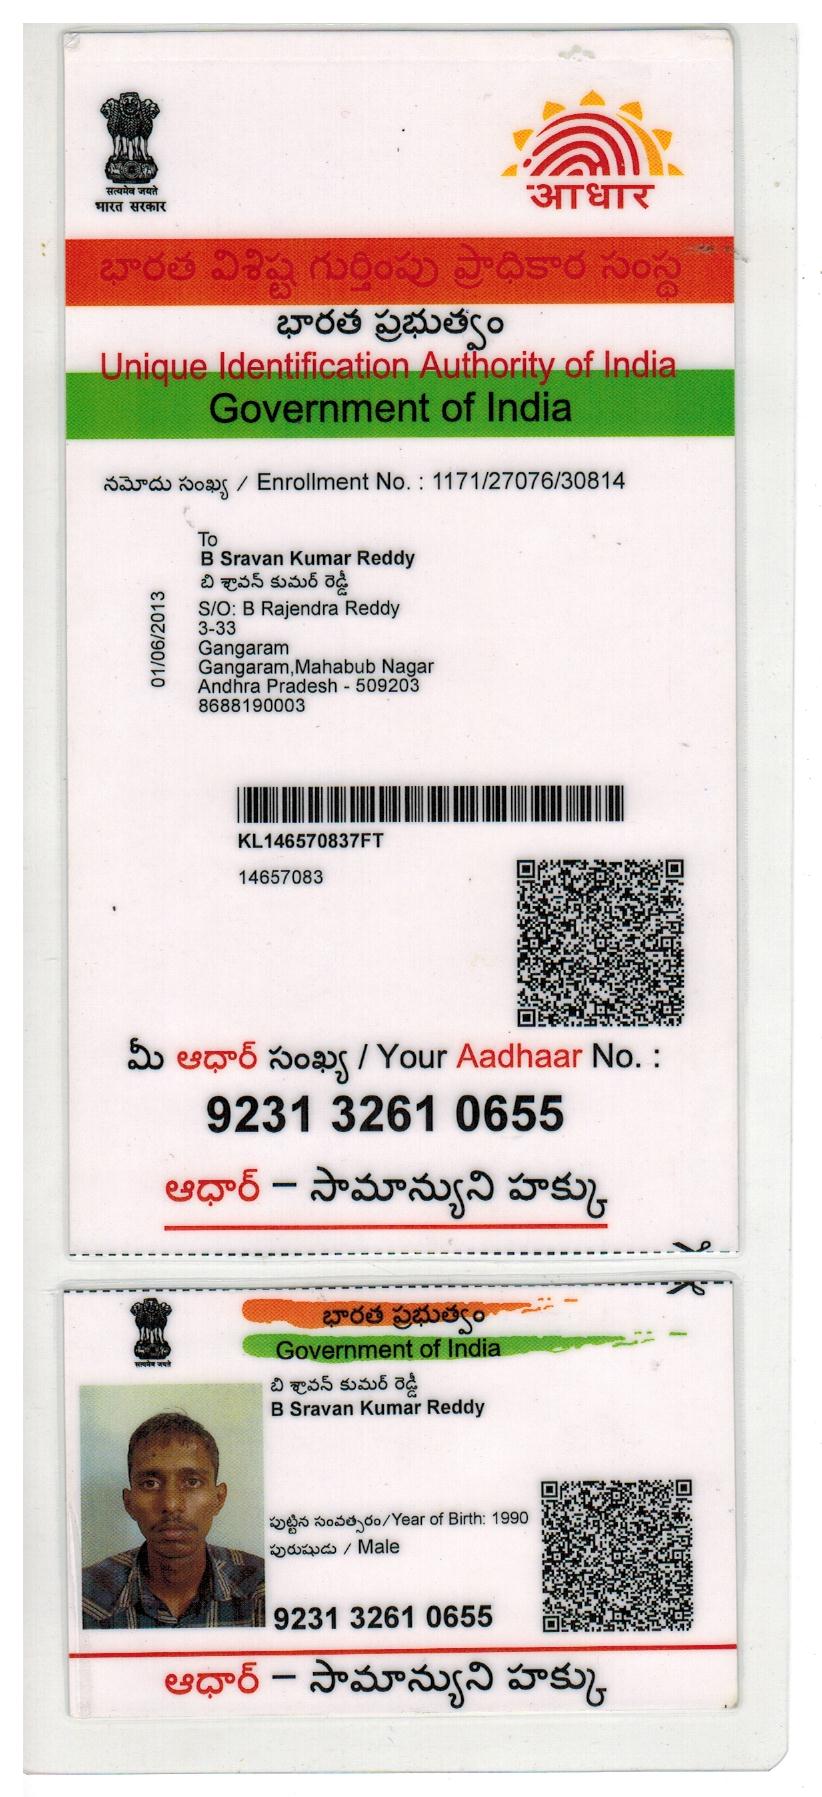 सत्यमेव जयते
भारत सरकार
आधार
భారత విశిష్ట గుర్తింపు ప్రాధికార సంస్థ
భారత ప్రభుత్వం
Unique Identification Authority of India
Government of India
నమోదు సంఖ్య / Enrollment No. : 1171/27076/30814
To
B Sravan Kumar Reddy
బి శ్రావన్ కుమర్ రెడ్డీ
S/O: B Rajendra Reddy
3-33
Gangaram
Gangaram,Mahabub Nagar
Andhra Pradesh - 509203
8688190003
01/06/2013
KL146570837FT
14657083
మీ ఆధార్ సంఖ్య / Your Aadhaar No. :
9231 3261 0655
ఆధార్ – సామాన్యుని హక్కు
सत्यमेव जयते
భారత ప్రభుత్వం
Government of India
బి శ్రావన్ కుమర్ రెడ్డీ
B Sravan Kumar Reddy
పుట్టిన సంవత్సరం/Year of Birth: 1990
పురుషుడు / Male
9231 3261 0655
ఆధార్ – సామాన్యుని హక్కు